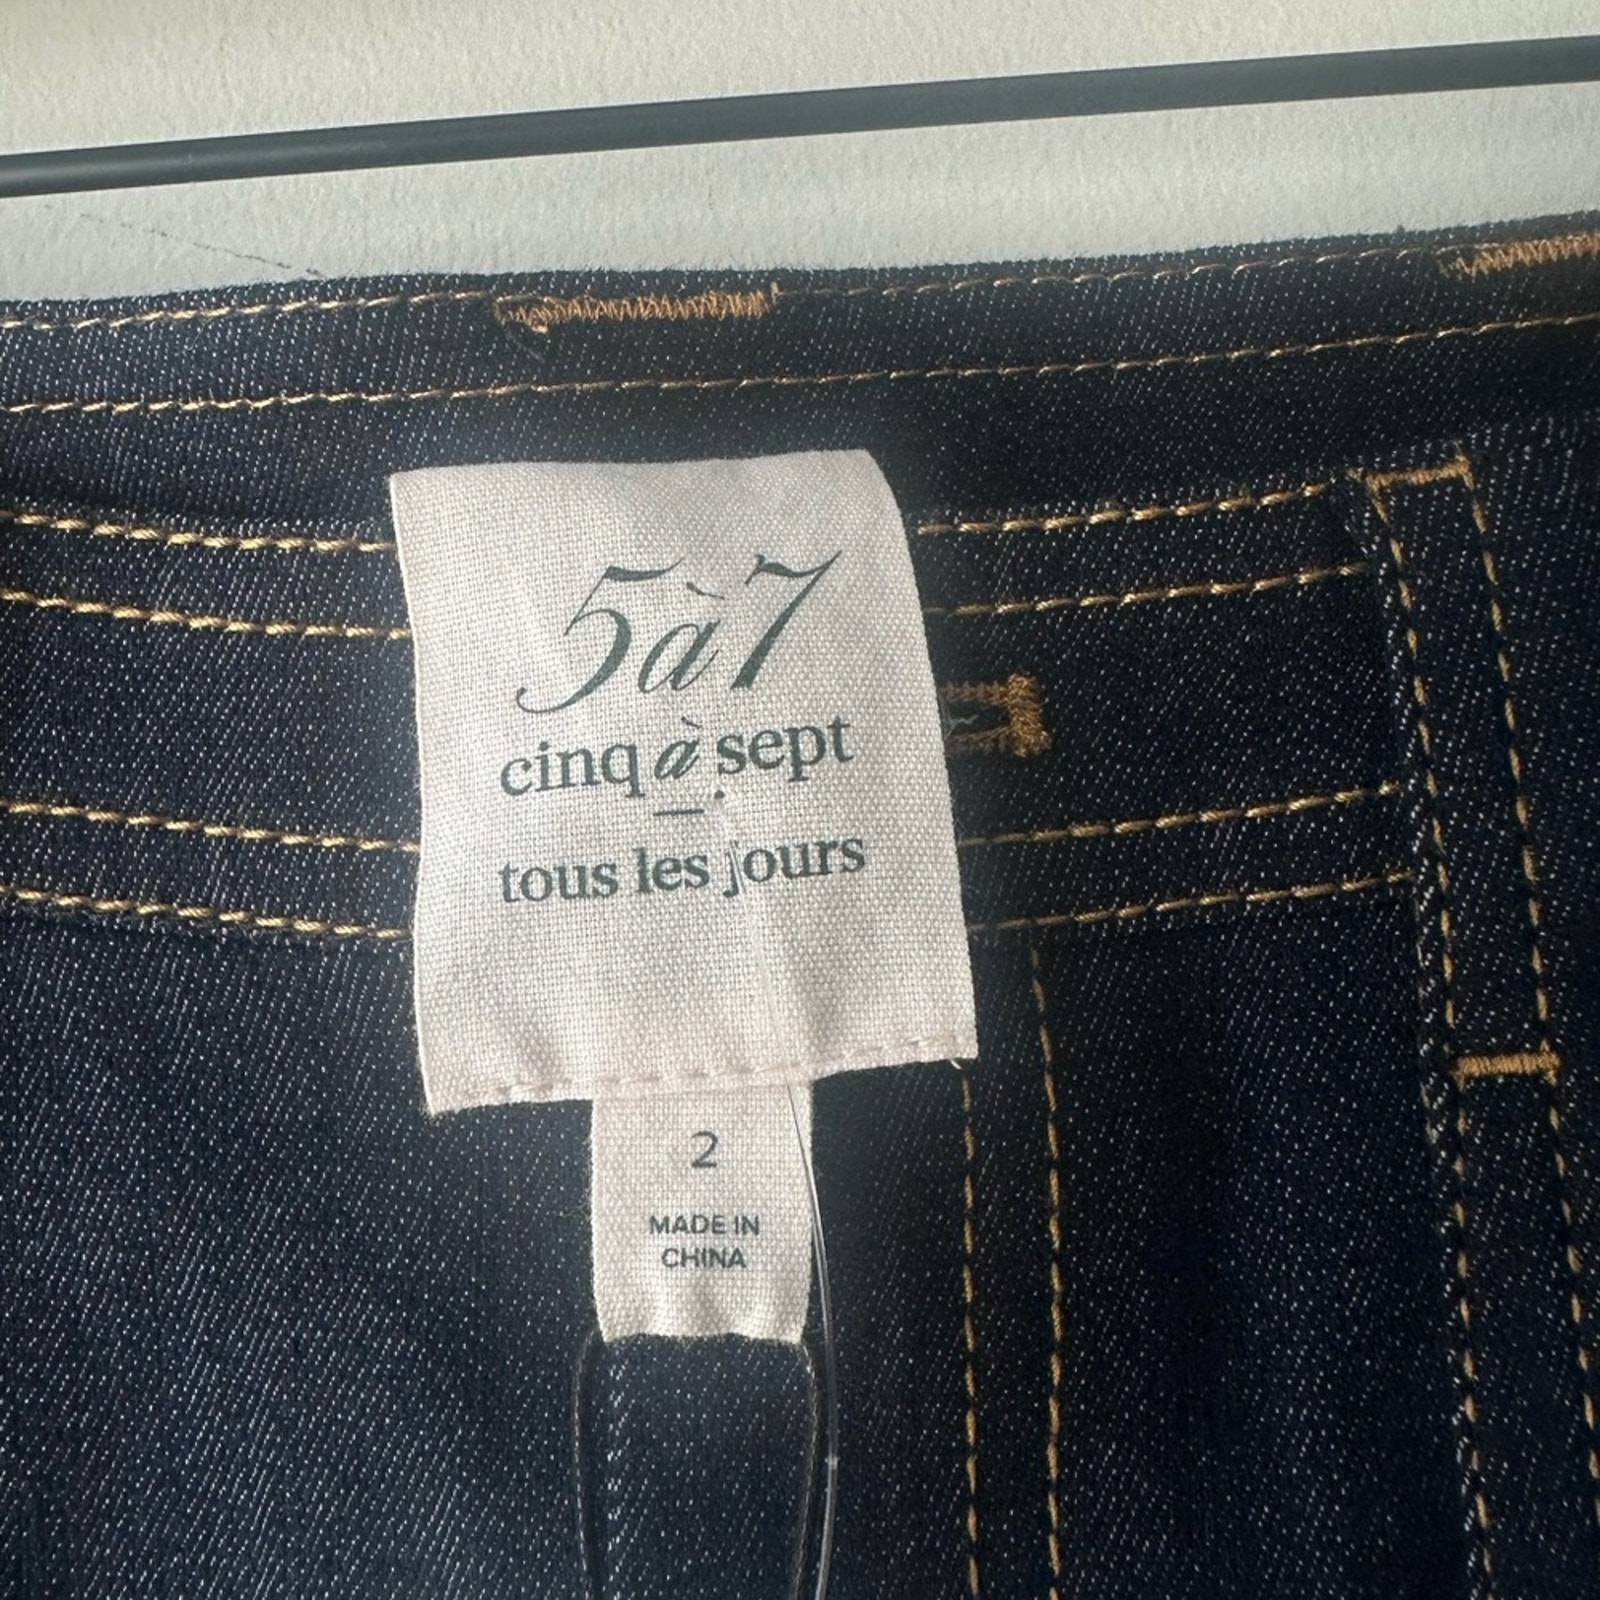 5à7
cinq à sept
tous les jours
2
MADE IN
CHINA